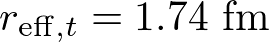 r_{eff,t} = 1.74 fm